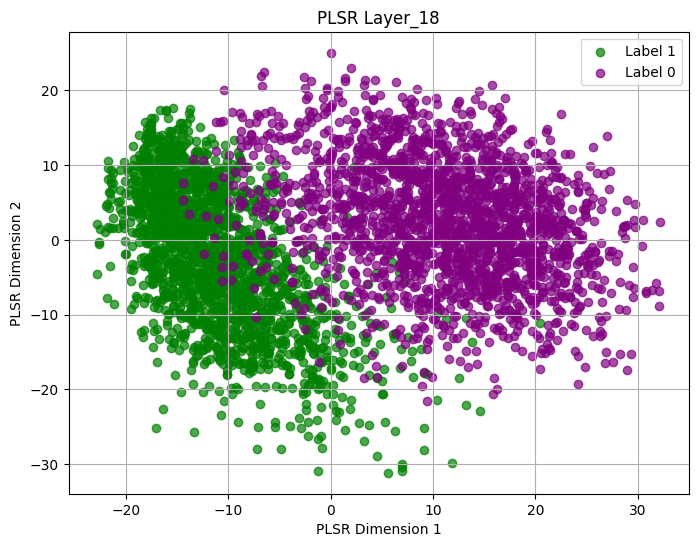 PLSR Layer_18
Label 1
Label 0
20
10
0
−10
−20
−30
PLSR Dimension 2
−20
−10
0
10
20
30
PLSR Dimension 1